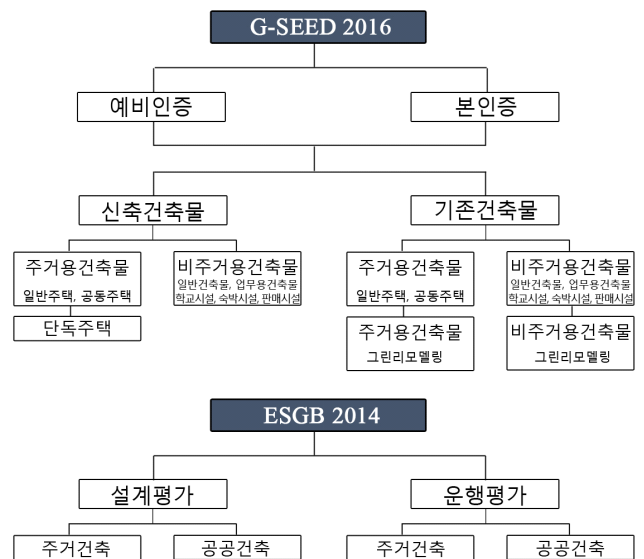 G-SEED 2016
예비인증
본인증
신축건축물
기존건축물
주거용건축물
일반주택, 공동주택
단독주택
비주거용건축물
일반건축물, 업무용건축물
학교시설, 숙박시설, 판매시설
주거용건축물
일반주택, 공동주택
주거용건축물
그린리모델링
비주거용건축물
일반건축물, 업무용건축물
학교시설, 숙박시설, 판매시설
비주거용건축물
그린리모델링
ESGB 2014
설계평가
운행평가
주거건축
공공건축
주거건축
공공건축